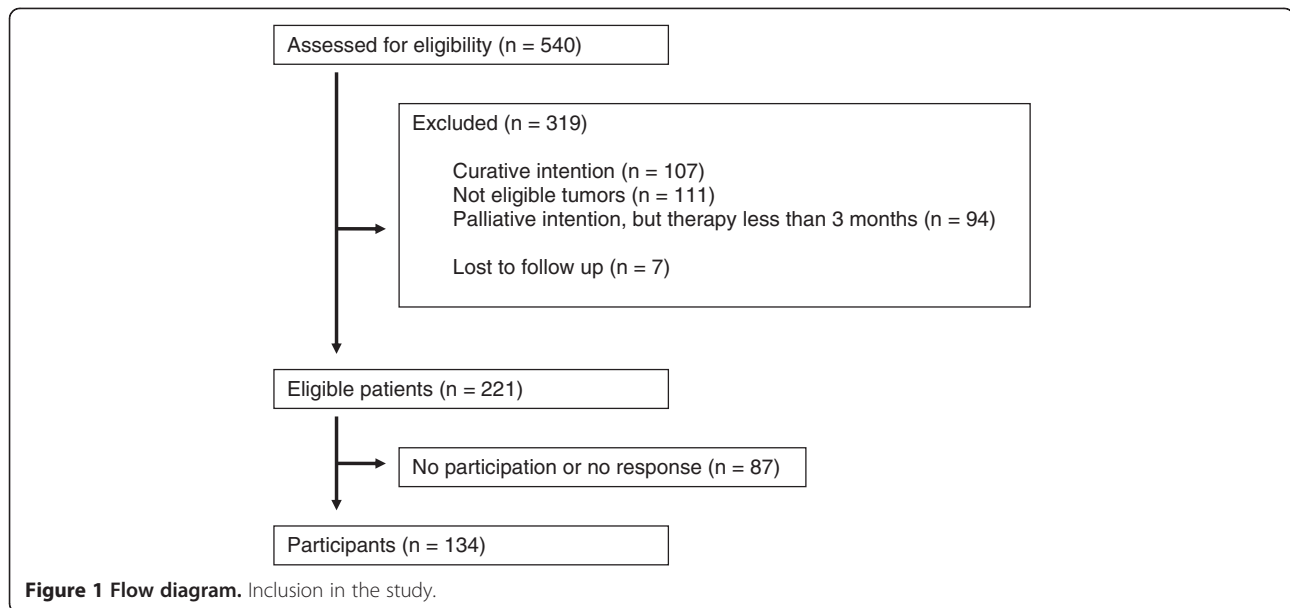 Assessed for eligibility (n = 540)
Excluded (n = 319)
Curative intention (n = 107)
Not eligible tumors (n = 111)
Palliative intention, but therapy less than 3 months (n = 94)
Lost to follow up (n = 7)
Eligible patients (n = 221)
No participation or no response (n = 87)
Participants (n = 134)
Figure 1 Flow diagram. Inclusion in the study.